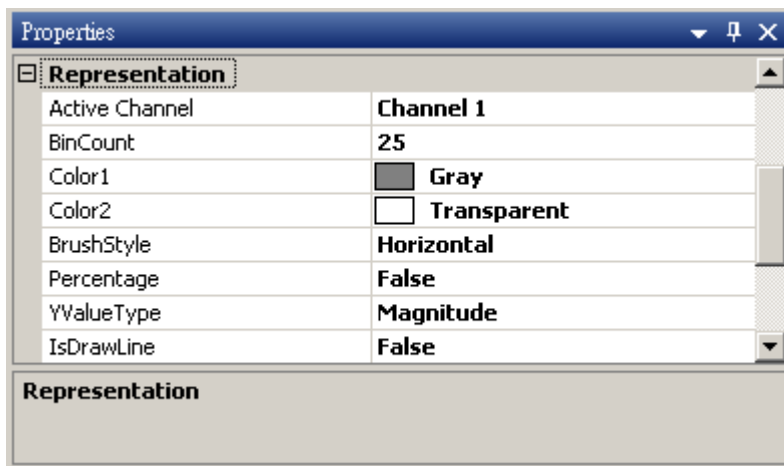 Properties
Representation
Active Channel Channel 1
BinCount 25
Color1 Gray
Color2 Transparent
BrushStyle Horizontal
Percentage False
YValueType Magnitude
IsDrawLine False
Representation